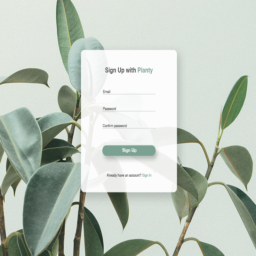 Sign Up with Planty
Email
Password
Confirm password
Sign Up
Already have an account? Sign in